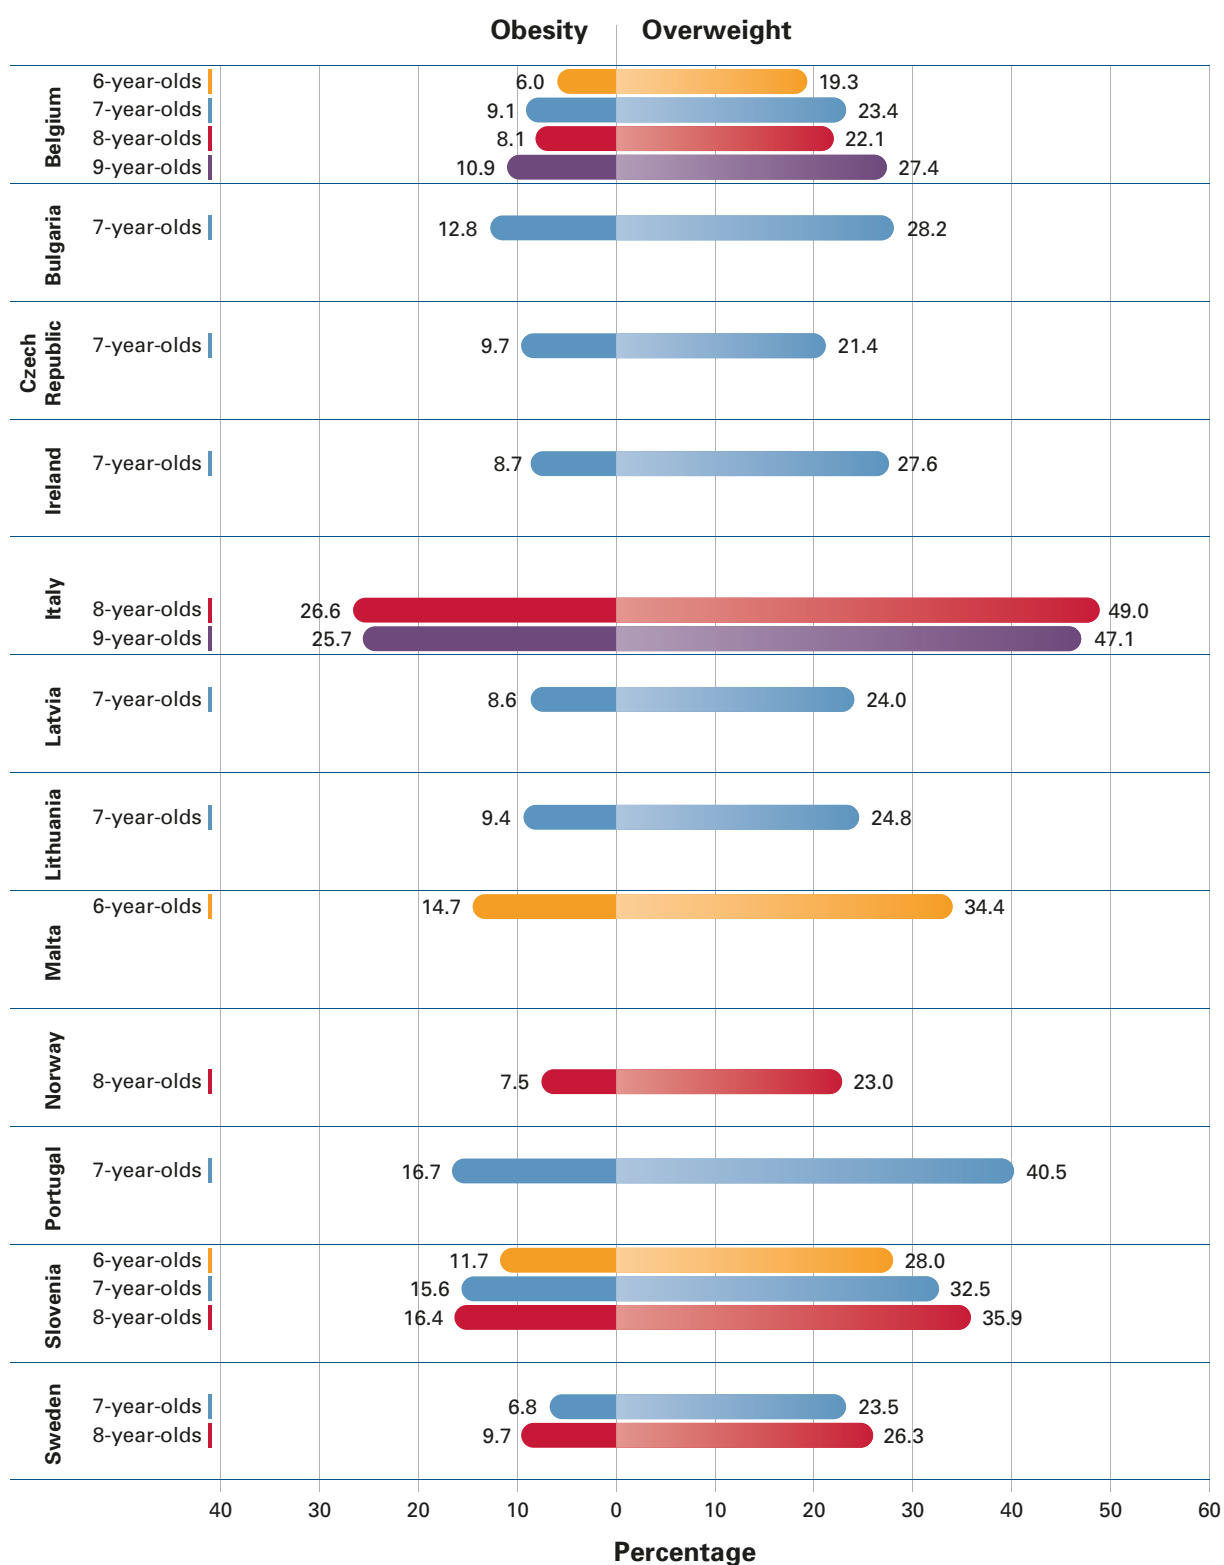 Obesity Overweight
Belgium
6-year-olds 6.0 19.3
7-year-olds 9.1 23.4
8-year-olds 8.1 22.1
9-year-olds 10.9 27.4
Bulgaria
7-year-olds 12.8 28.2
Czech
Republic
7-year-olds 9.7 21.4
Ireland
7-year-olds 8.7 27.6
Italy
8-year-olds 26.6 49.0
9-year-olds 25.7 47.1
Latvia
7-year-olds 8.6 24.0
Lithuania
7-year-olds 9.4 24.8
Malta
6-year-olds 14.7 34.4
Norway
8-year-olds 7.5 23.0
Portugal
7-year-olds 16.7 40.5
Slovenia
6-year-olds 11.7 28.0
7-year-olds 15.6 32.5
8-year-olds 16.4 35.9
Sweden
7-year-olds 6.8 23.5
8-year-olds 9.7 26.3
40 30 20 10 0 10 20 30 40 50 60
Percentage